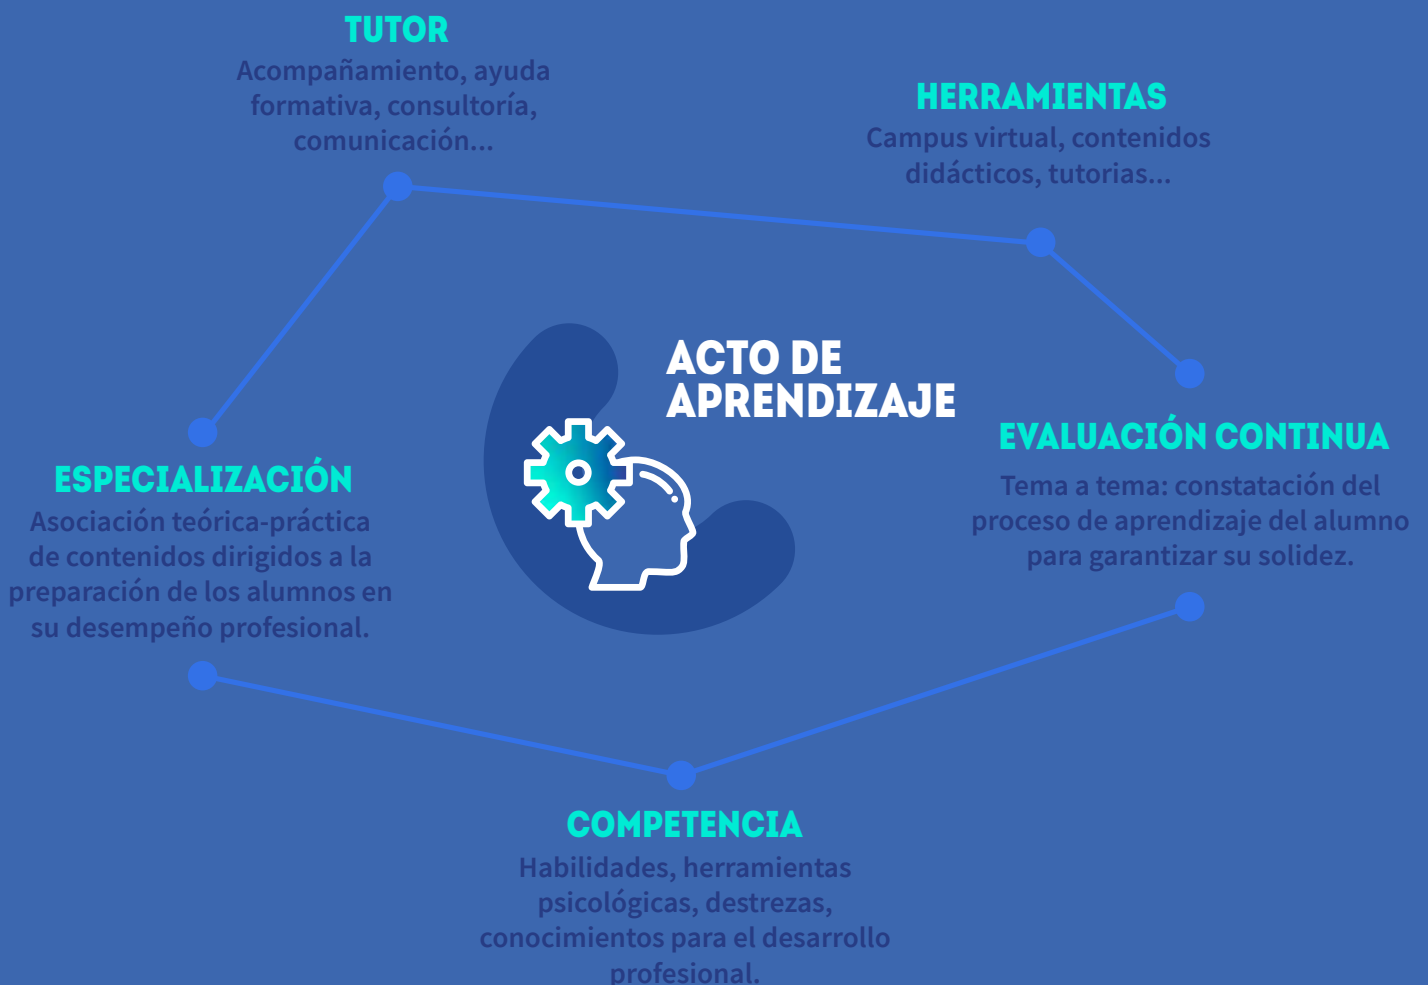 TUTOR
Acompañamiento, ayuda
formativa, consultoría,
comunicación...
HERRAMIENTAS
Campus virtual, contenidos
didácticos, tutorias...
ACTO DE
APRENDIZAJE
EVALUACIÓN CONTINUA
Tema a tema: constatación del
proceso de aprendizaje del alumno
para garantizar su solidez.
ESPECIALIZACIÓN
Asociación teórica-práctica
de contenidos dirigidos a la
preparación de los alumnos en
su desempeño profesional.
COMPETENCIA
Habilidades, herramientas
psicológicas, destrezas,
conocimientos para el desarrollo
profesional.